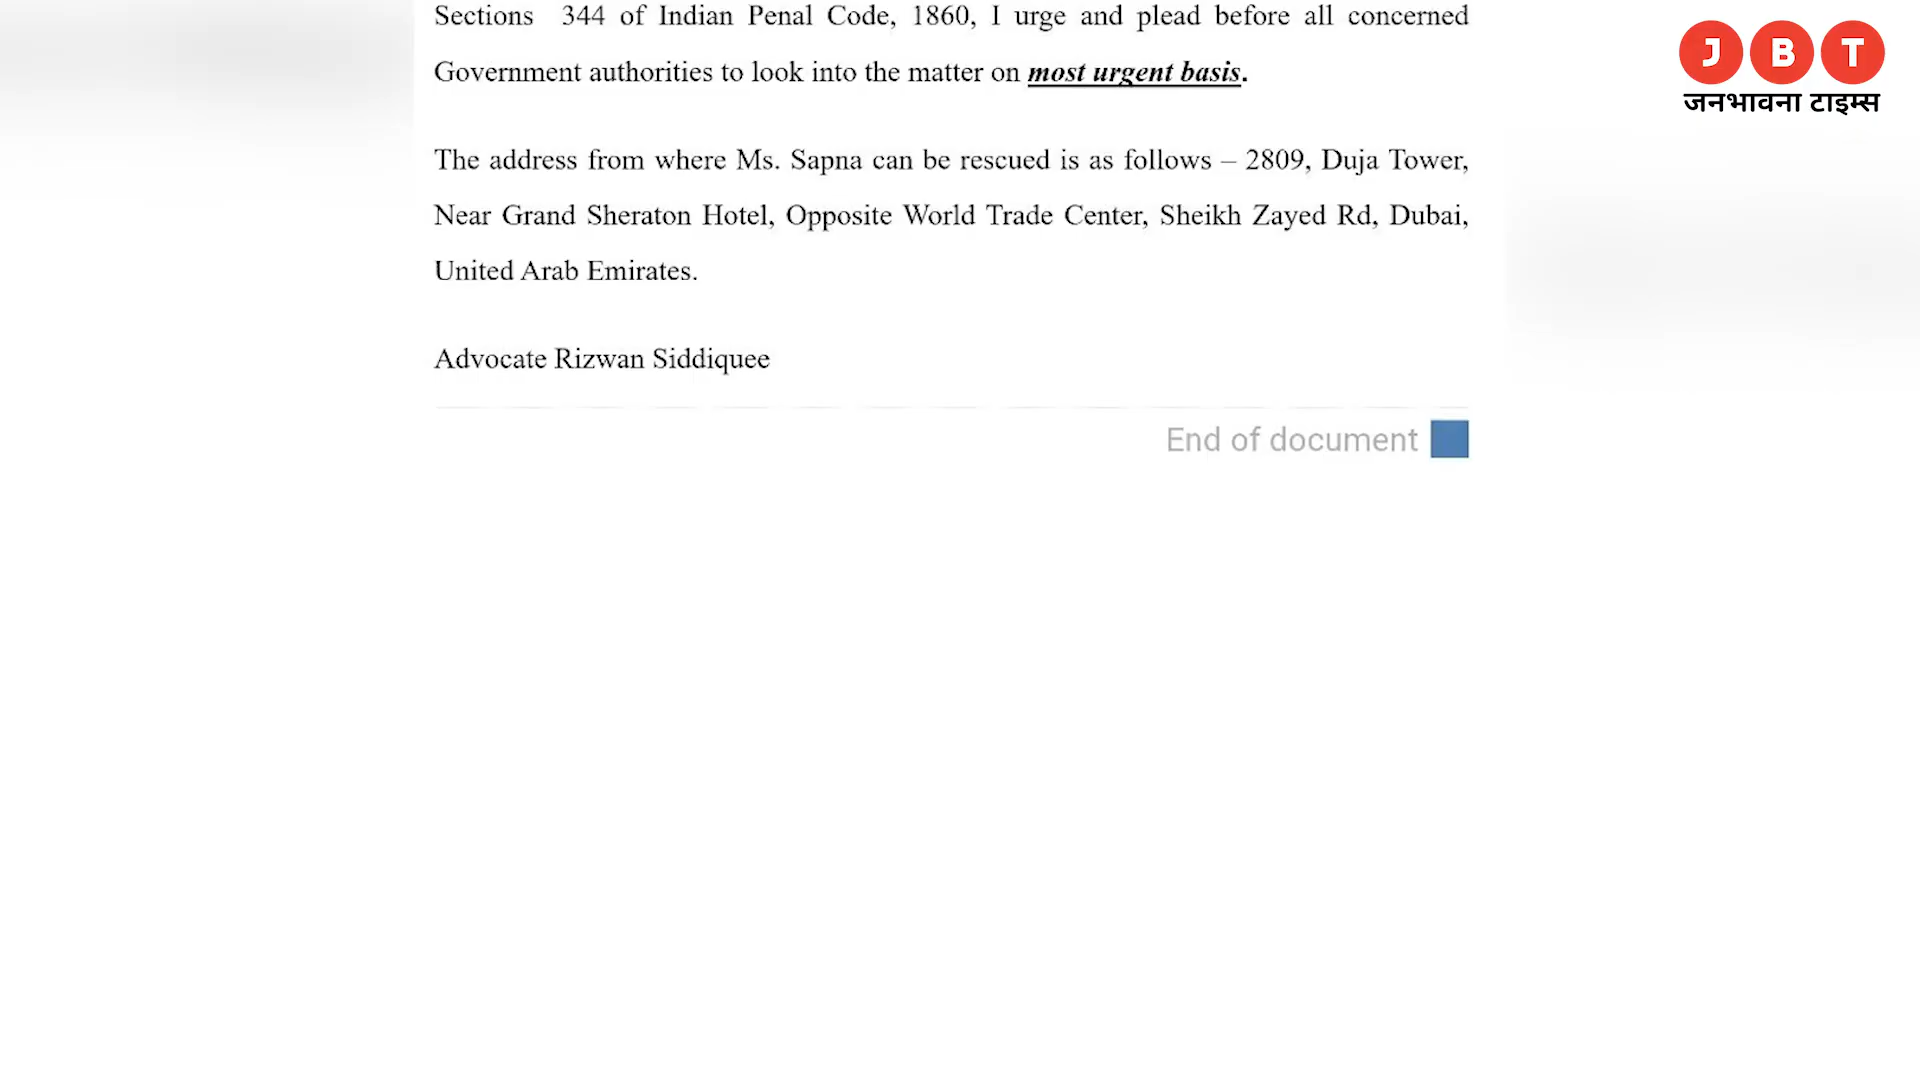 Sections 344 of Indian Penal Code, 1860, I urge and plead before all concerned
Government authorities to look into the matter on most urgent basis.
The address from where Ms. Sapna can be rescued is as follows – 2809, Duja Tower,
Near Grand Sheraton Hotel, Opposite World Trade Center, Sheikh Zayed Rd, Dubai,
United Arab Emirates.
Advocate Rizwan Siddiquee
End of document
J B T
जनभावना टाइम्स